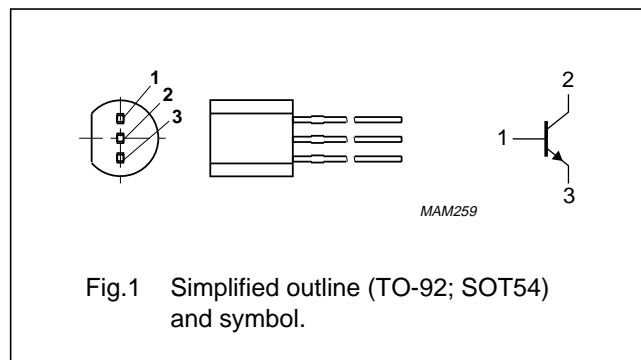 1
2
3
2
1
3
MAM259
Fig.1 Simplified outline (TO-92; SOT54)
and symbol.